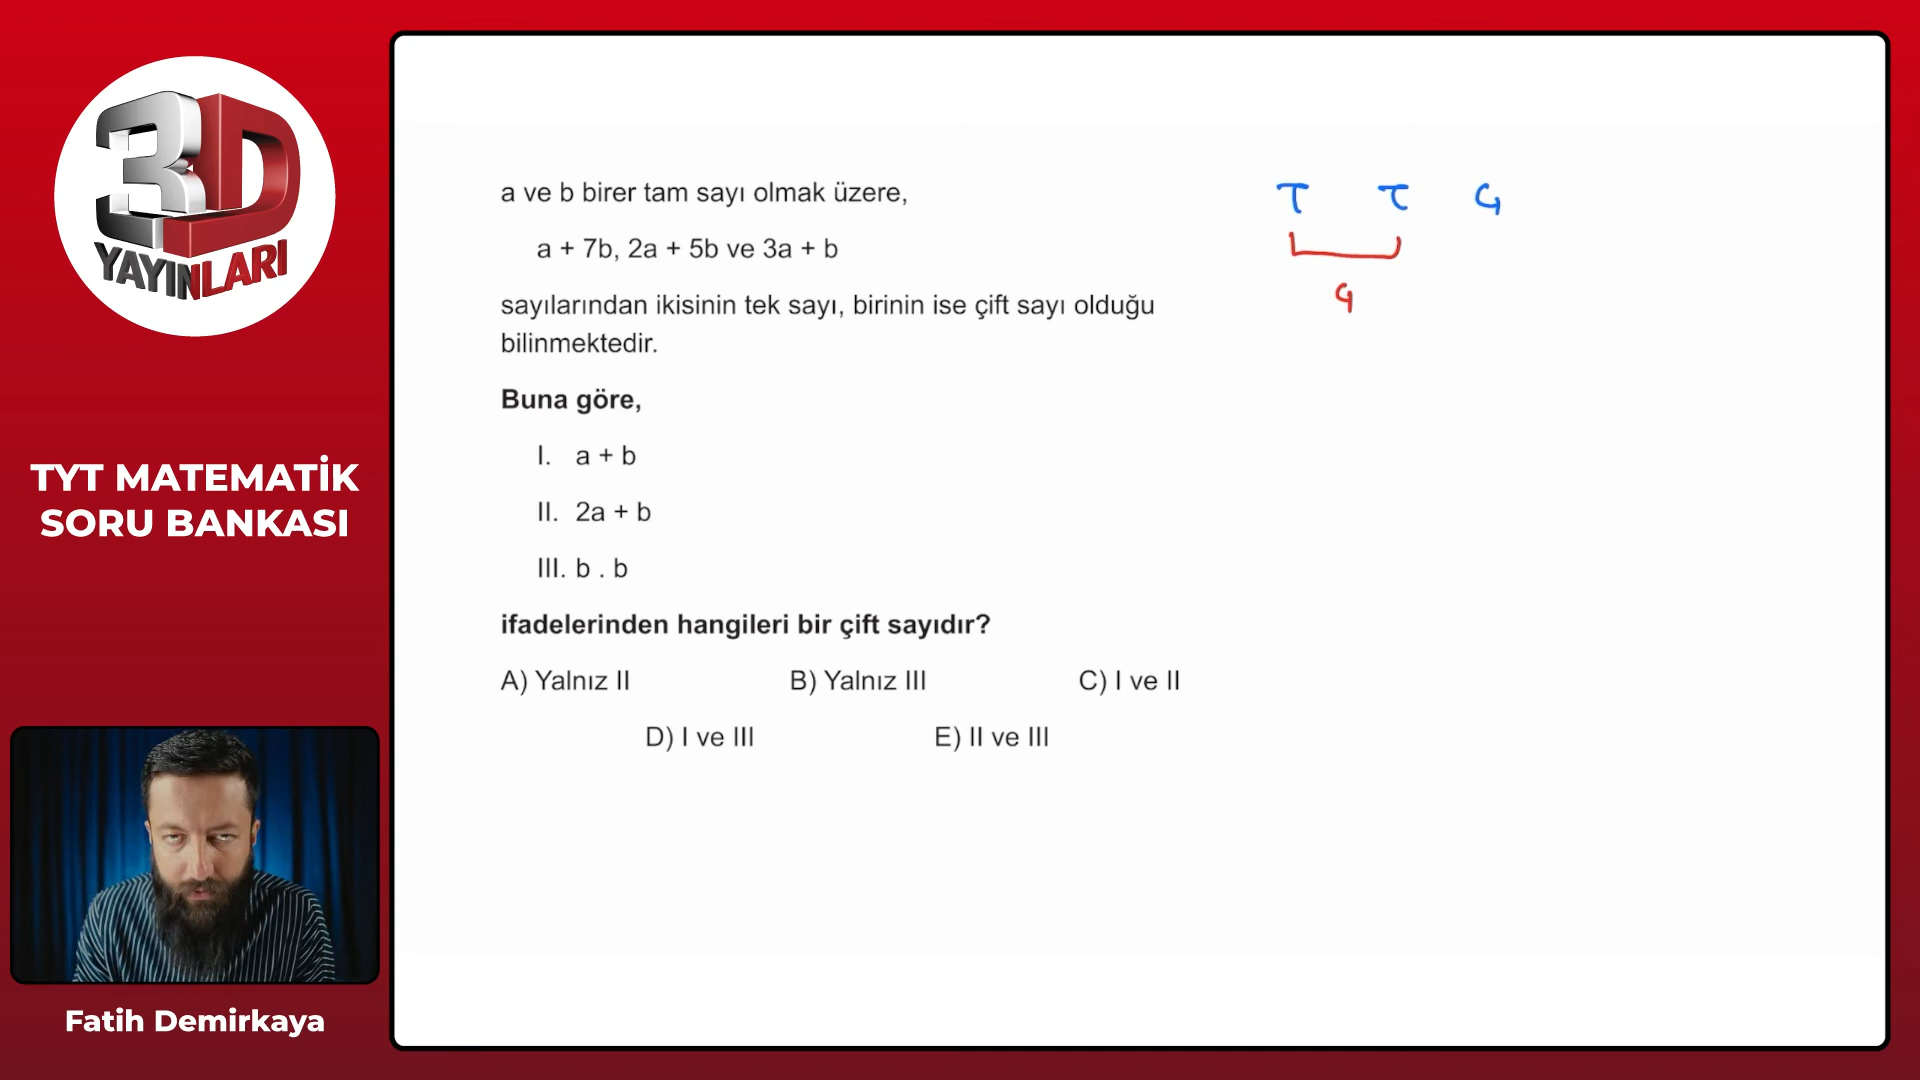 3D
YAYINLARI
TYT MATEMATİK
SORU BANKASI
Fatih Demirkaya
a ve b birer tam sayı olmak üzere,
a + 7b, 2a + 5b ve 3a + b
sayılarından ikisinin tek sayı, birinin ise çift sayı olduğu
bilinmektedir.
Buna göre,
I. a + b
II. 2a + b
III. b . b
ifadelerinden hangileri bir çift sayıdır?
A) Yalnız II B) Yalnız III C) I ve II
D) I ve III E) II ve III
T T Ç
Ç